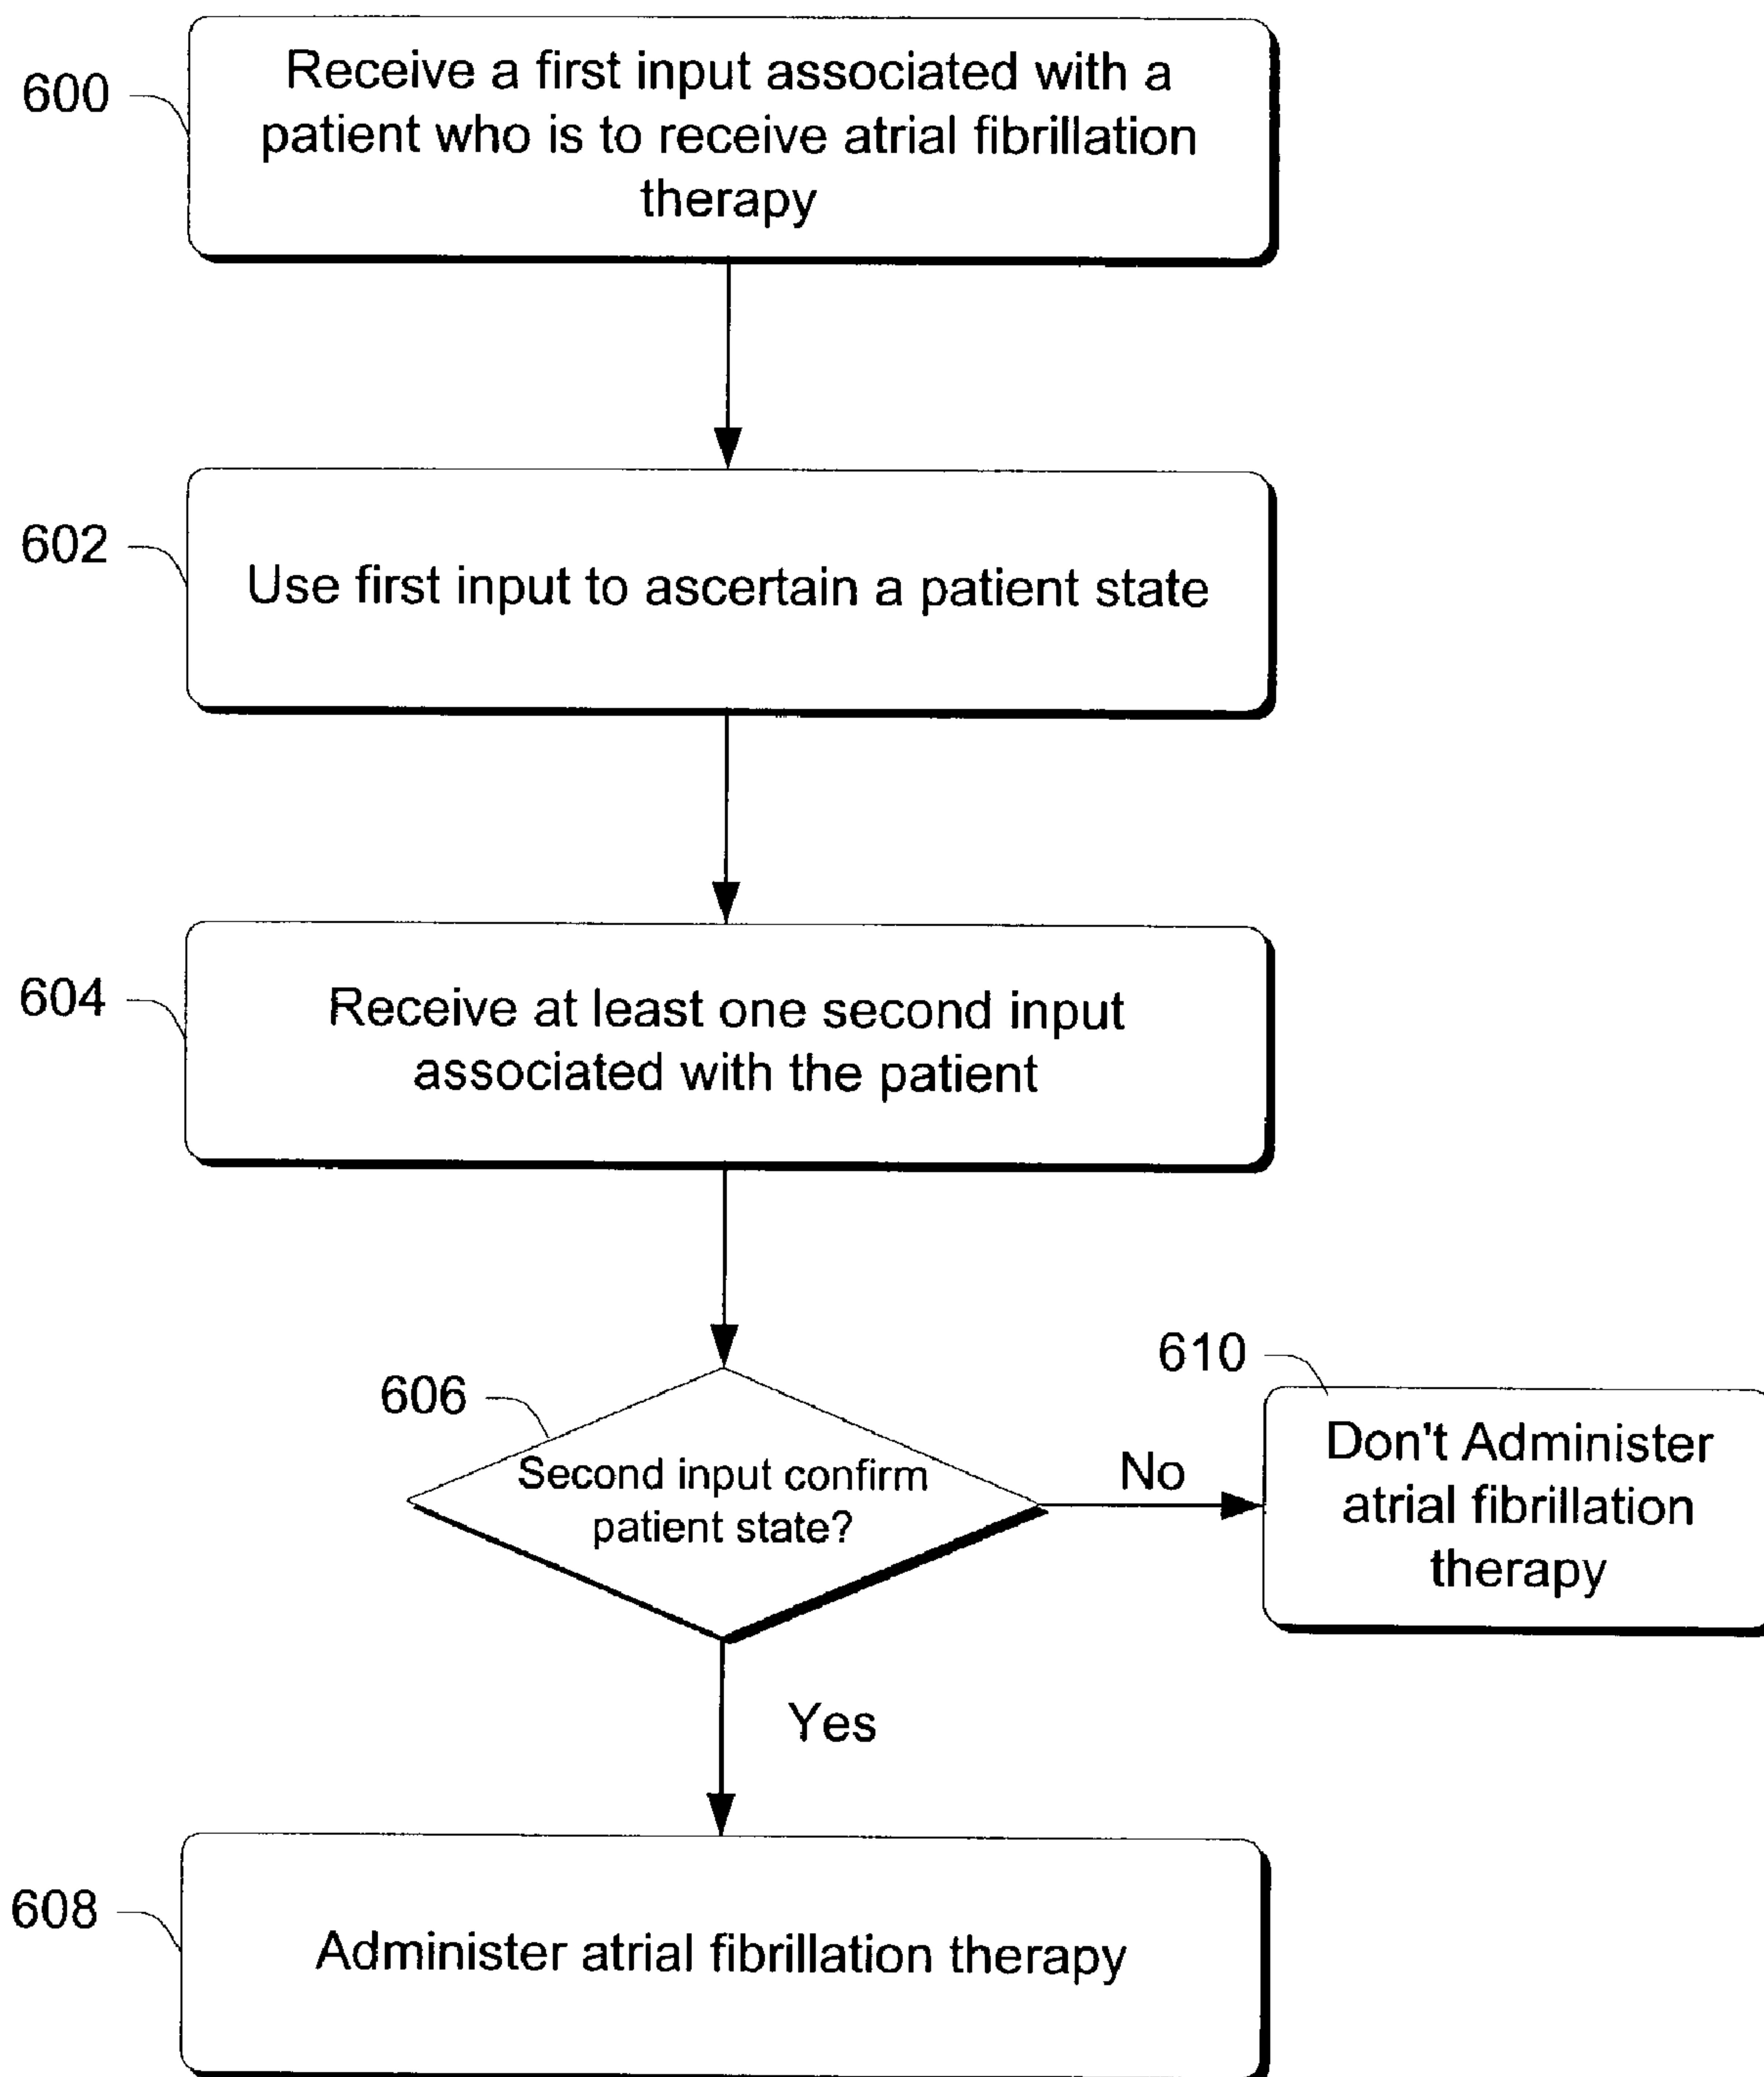 600
Receive a first input associated with a
patient who is to receive atrial fibrillation
therapy
602
Use first input to ascertain a patient state
604
Receive at least one second input
associated with the patient
606
Second input confirm
patient state?
No
610
Don't Administer
atrial fibrillation
therapy
Yes
608
Administer atrial fibrillation therapy